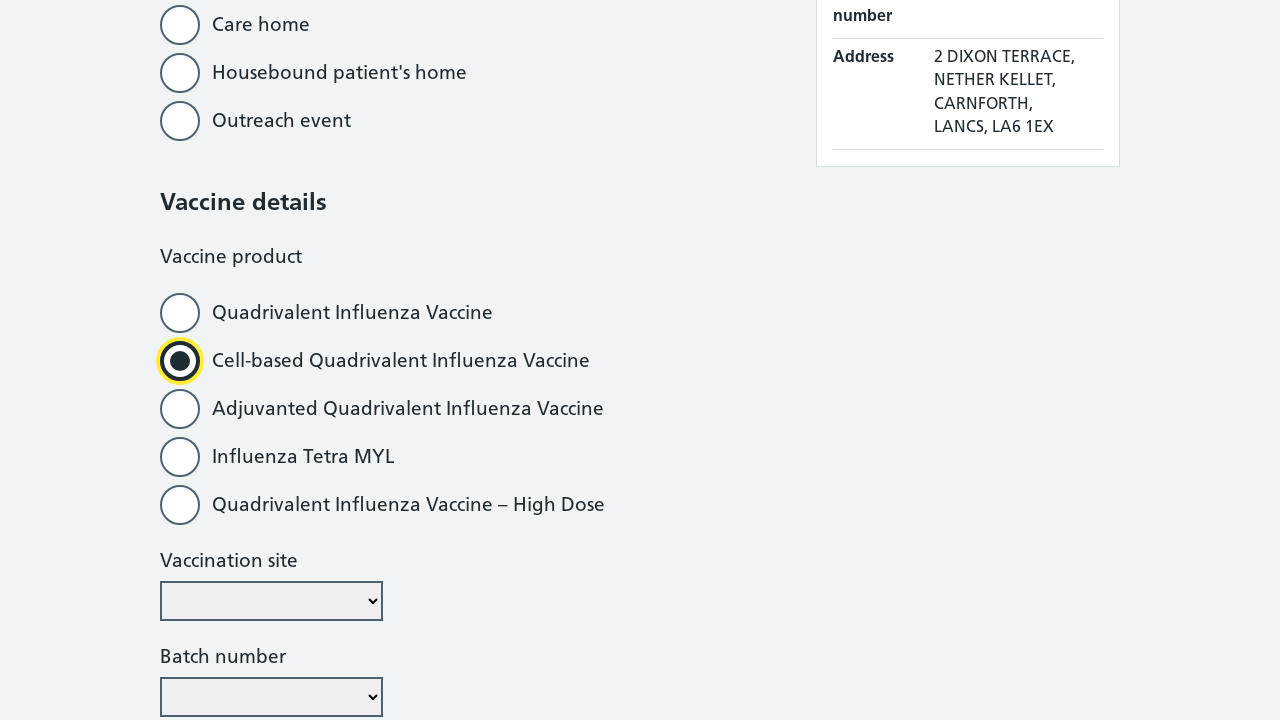 Care home
Housebound patient's home
Outreach event
Vaccine details
Vaccine product
Quadrivalent Influenza Vaccine
Cell-based Quadrivalent Influenza Vaccine
Adjuvanted Quadrivalent Influenza Vaccine
Influenza Tetra MYL
Quadrivalent Influenza Vaccine – High Dose
Vaccination site
Batch number
number
Address
2 DIXON TERRACE,
NETHER KELLET,
CARNFORTH,
LANCS, LA6 1EX